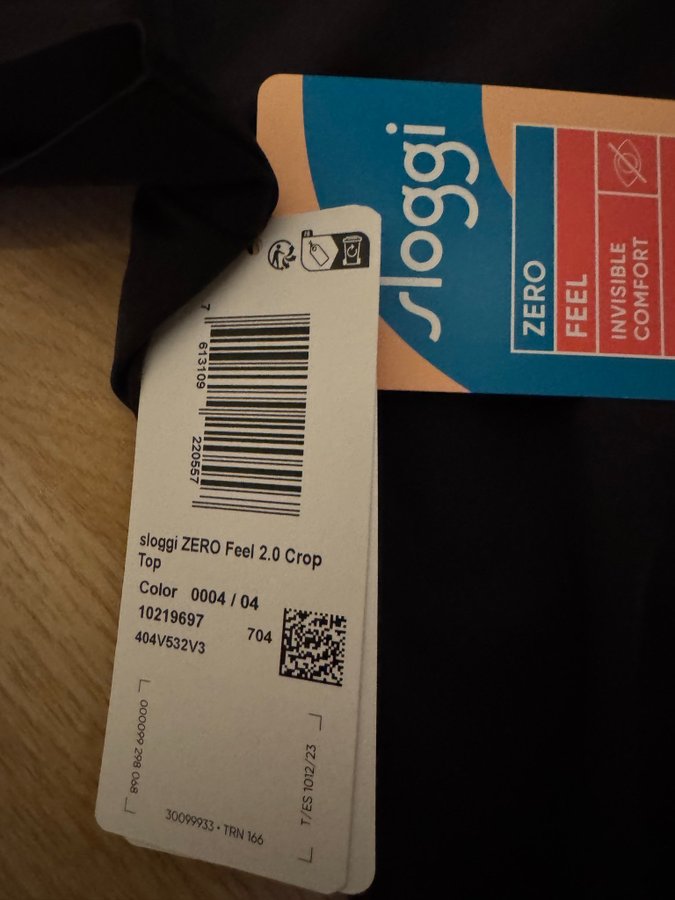 sloggi
ZERO
FEEL
INVISIBLE
COMFORT
7 613109 220557
sloggi ZERO Feel 2.0 Crop
Top
Color 0004 / 04
10219697
704
404V532V3
000099 298 068
T/ES 1012/23
30099933 • TRN 166